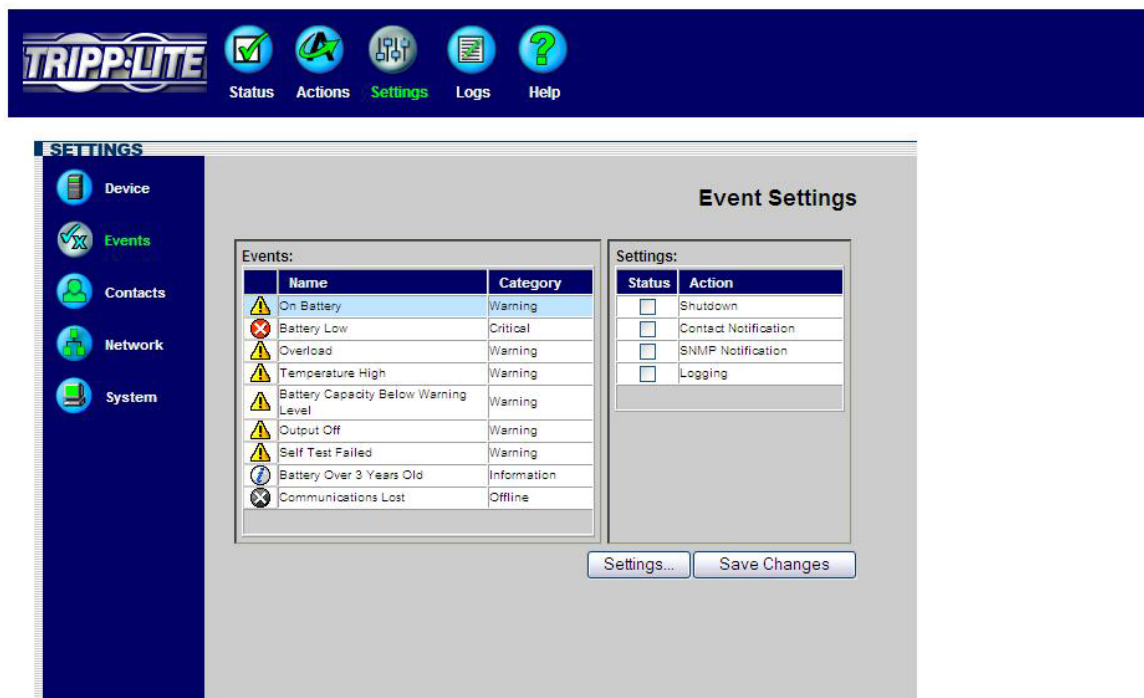 TRIPP·LITE
Status Actions Settings Logs Help
SETTINGS
Device
Events
Contacts
Network
System
Event Settings
Events:
Name Category
On Battery Warning
Battery Low Critical
Overload Warning
Temperature High Warning
Battery Capacity Below Warning
Level Warning
Output Off Warning
Self Test Failed Warning
Battery Over 3 Years Old Information
Communications Lost Offline
Settings:
Status Action
Shutdown
Contact Notification
SNMP Notification
Logging
Settings... Save Changes